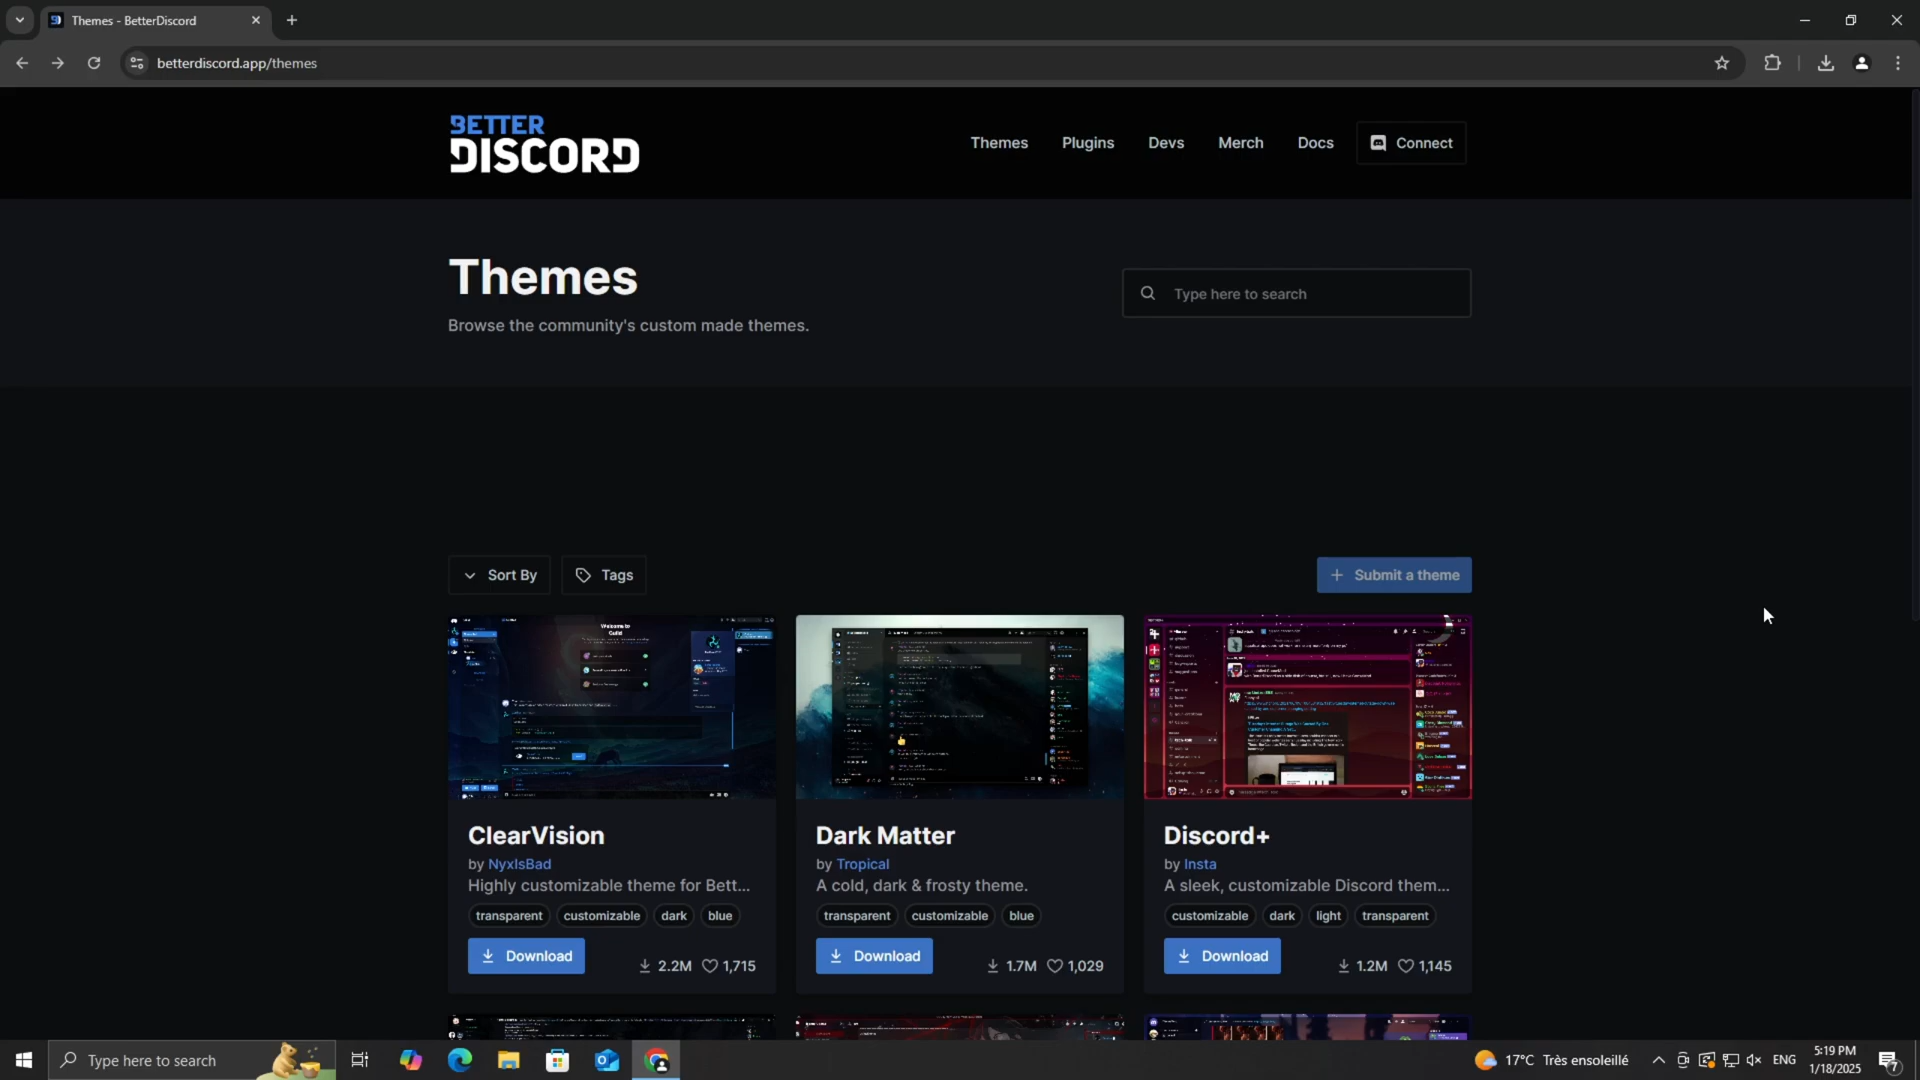 Themes - BetterDiscord
betterdiscord.app/themes
BETTER
DISCORD
Themes
Plugins
Devs
Merch
Docs
Connect
Themes
Browse the community's custom made themes.
Type here to search
Sort By
Tags
Submit a theme
Welcome to
ClearVision
by NyxIsBad
Highly customizable theme for Bett...
transparent customizable dark blue
Download
2.2M 1,715
Dark Matter
by Tropical
A cold, dark & frosty theme.
transparent customizable blue
Download
1.7M 1,029
Discord+
by Insta
A sleek, customizable Discord them...
customizable dark light transparent
Download
1.2M 1,145
Type here to search
17°C Très ensoleillé
ENG
5:19 PM
1/18/2025
7